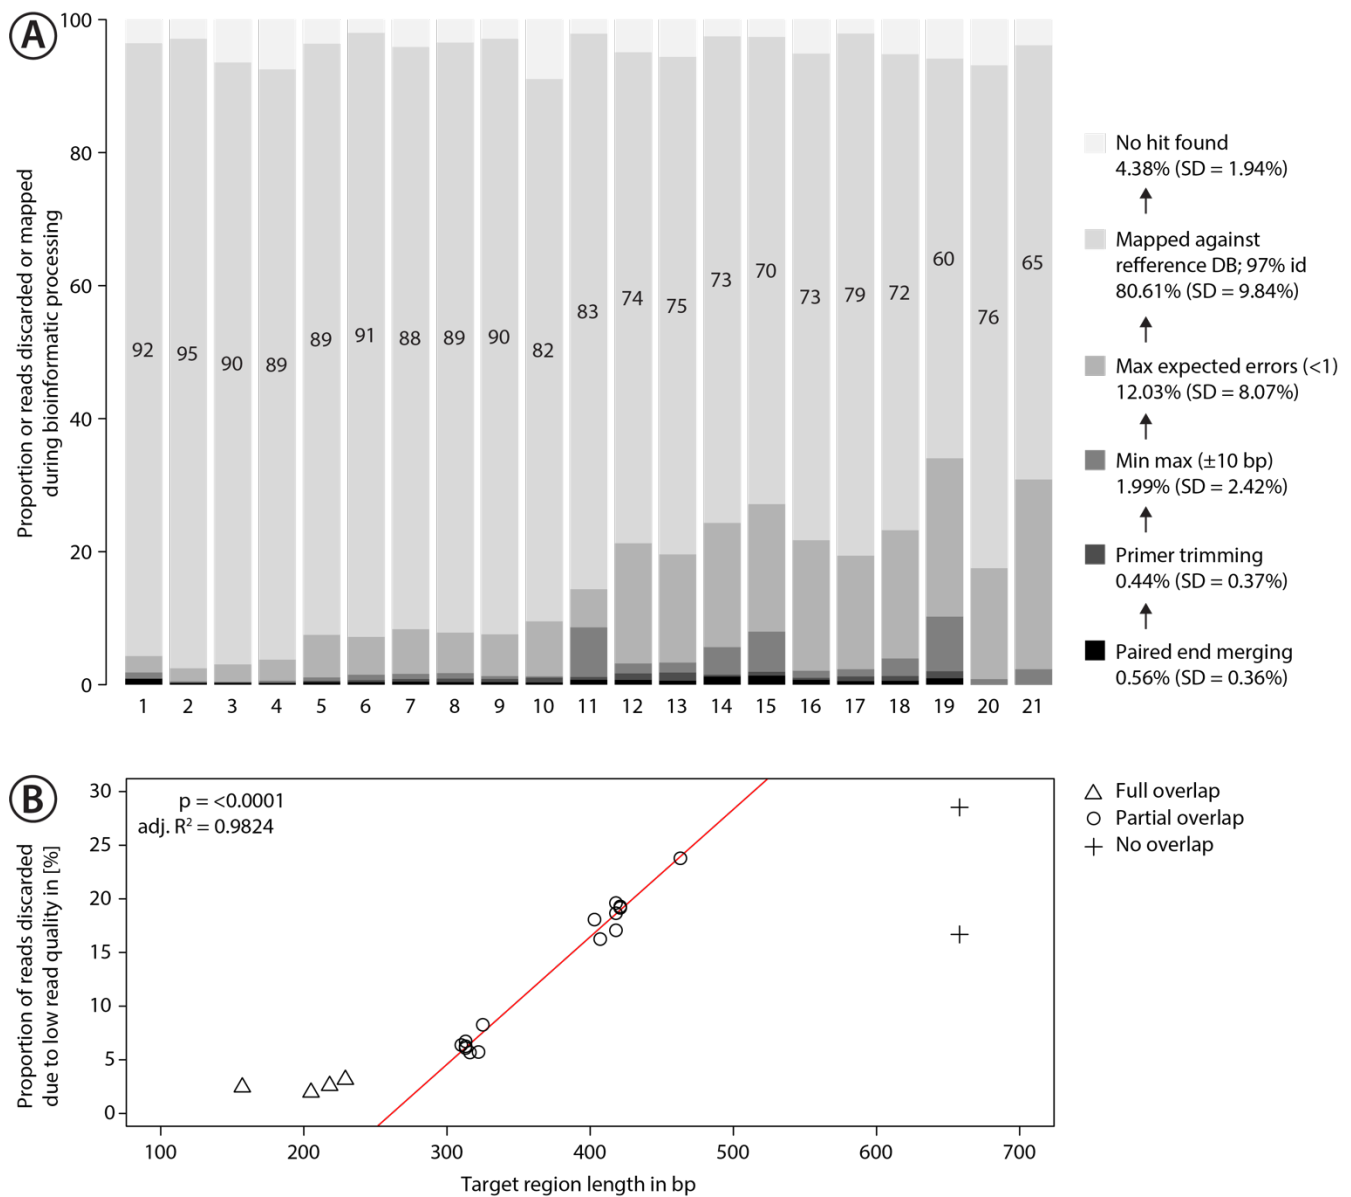 A
Proportion or reads discarded or mapped
during bioinformatic processing
100
80
60
40
20
0
92
95
90
89
89
91
88
89
90
82
83
74
75
73
70
73
79
72
60
76
65
1 2 3 4 5 6 7 8 9 10 11 12 13 14 15 16 17 18 19 20 21
No hit found
4.38% (SD = 1.94%)
Mapped against
refference DB; 97% id
80.61% (SD = 9.84%)
Max expected errors (<1)
12.03% (SD = 8.07%)
Min max (±10 bp)
1.99% (SD = 2.42%)
Primer trimming
0.44% (SD = 0.37%)
Paired end merging
0.56% (SD = 0.36%)
B
Proportion of reads discarded
due to low read quality in [%]
30
25
20
15
10
5
0
p = <0.0001
adj. R² = 0.9824
100 200 300 400 500 600 700
Target region length in bp
Full overlap
Partial overlap
No overlap